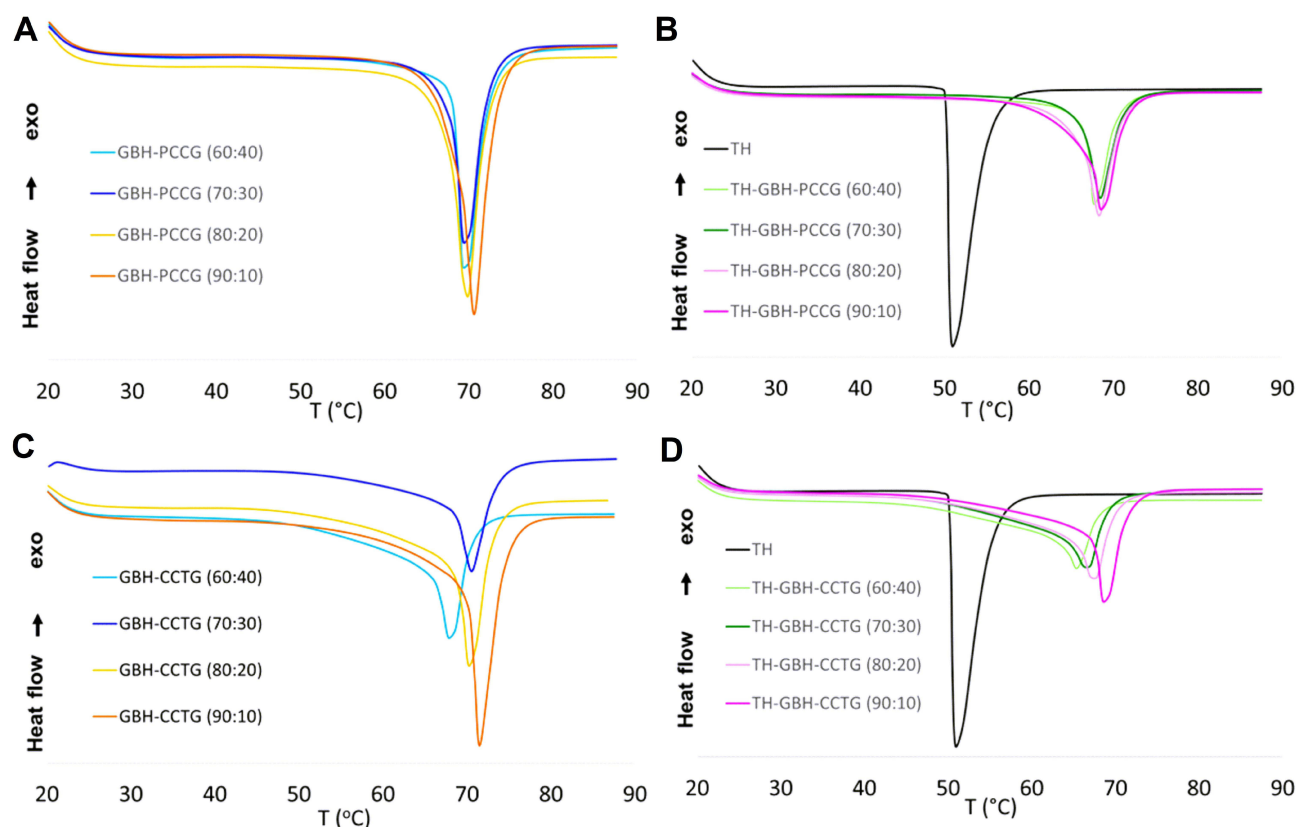 A
Heat flow → exo
GBH-PCCG (60:40)
GBH-PCCG (70:30)
GBH-PCCG (80:20)
GBH-PCCG (90:10)
20 30 40 50 60 70 80 90
T (°C)
B
Heat flow → exo
TH
TH-GBH-PCCG (60:40)
TH-GBH-PCCG (70:30)
TH-GBH-PCCG (80:20)
TH-GBH-PCCG (90:10)
20 30 40 50 60 70 80 90
T (°C)
C
Heat flow → exo
GBH-CCTG (60:40)
GBH-CCTG (70:30)
GBH-CCTG (80:20)
GBH-CCTG (90:10)
20 30 40 50 60 70 80 90
T (ºC)
D
Heat flow → exo
TH
TH-GBH-CCTG (60:40)
TH-GBH-CCTG (70:30)
TH-GBH-CCTG (80:20)
TH-GBH-CCTG (90:10)
20 30 40 50 60 70 80 90
T (°C)